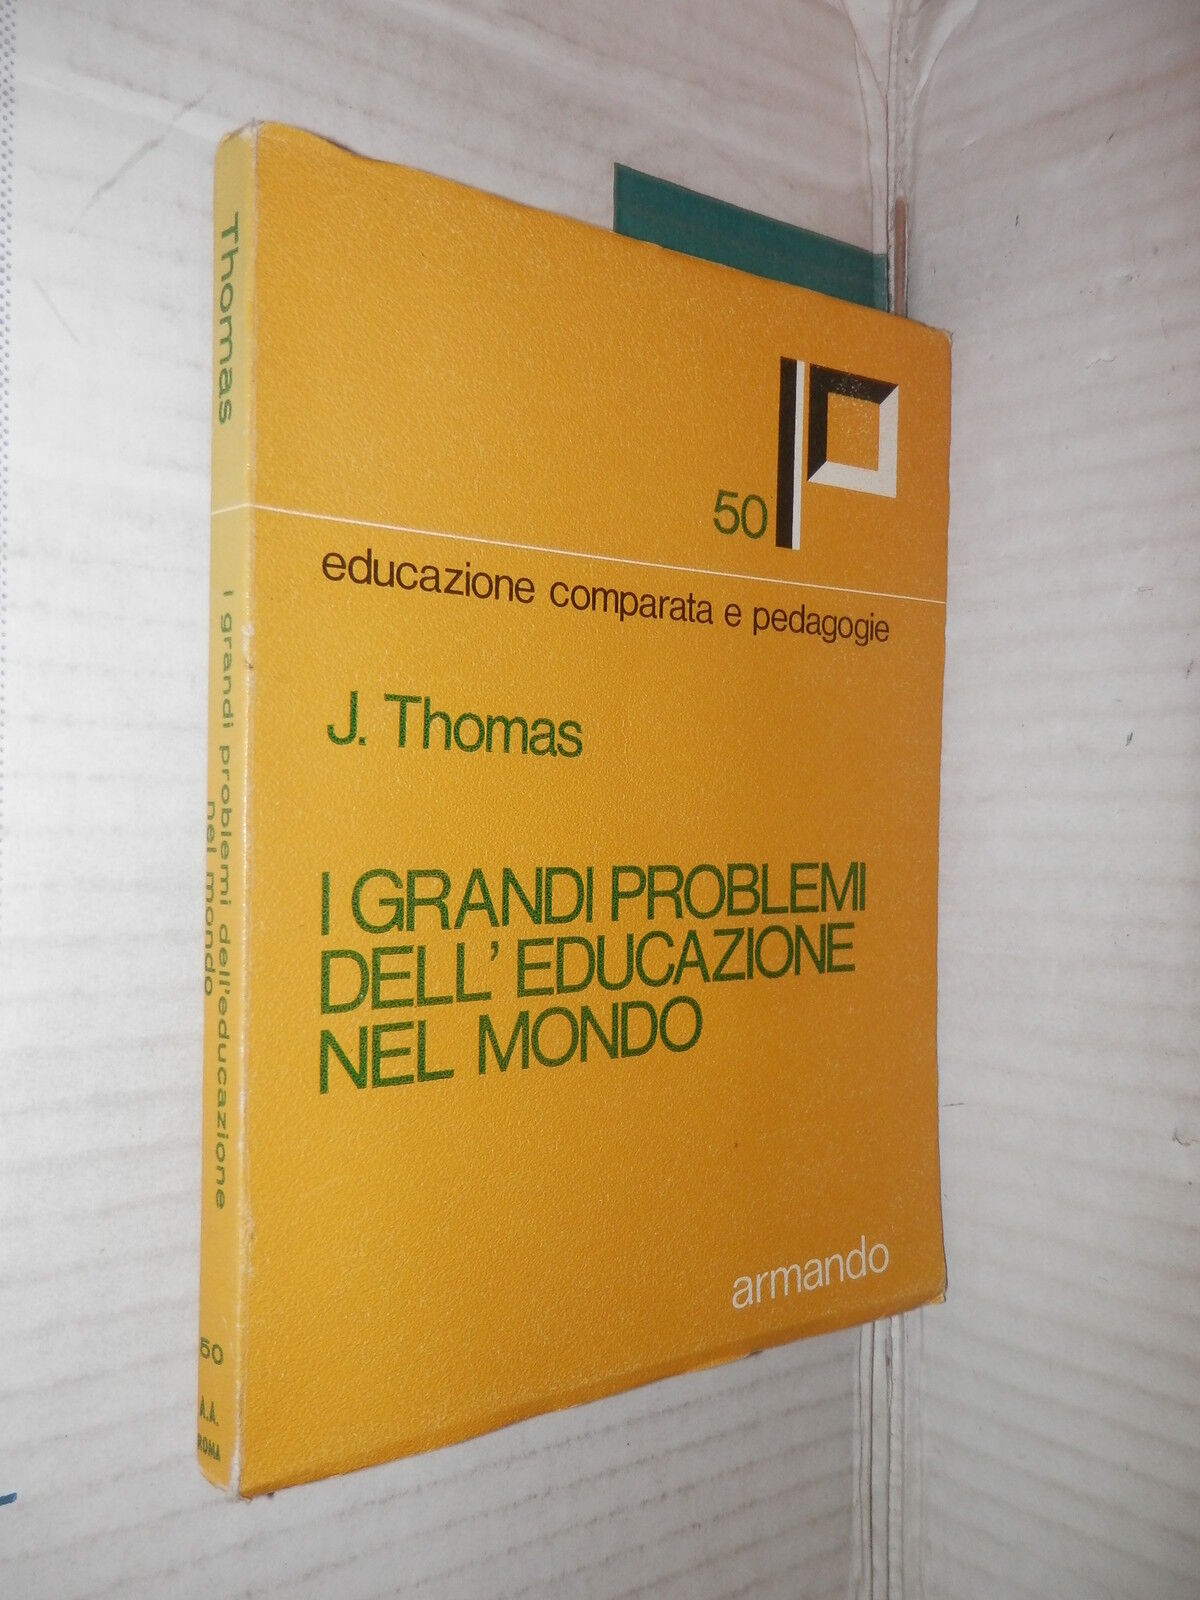 50
educazione comparata e pedagogie
J. Thomas
I GRANDI PROBLEMI
DELL'EDUCAZIONE
NEL MONDO
armando
Thomas
i grandi problemi dell'educazione
nel mondo
50
A.A.
ROMA